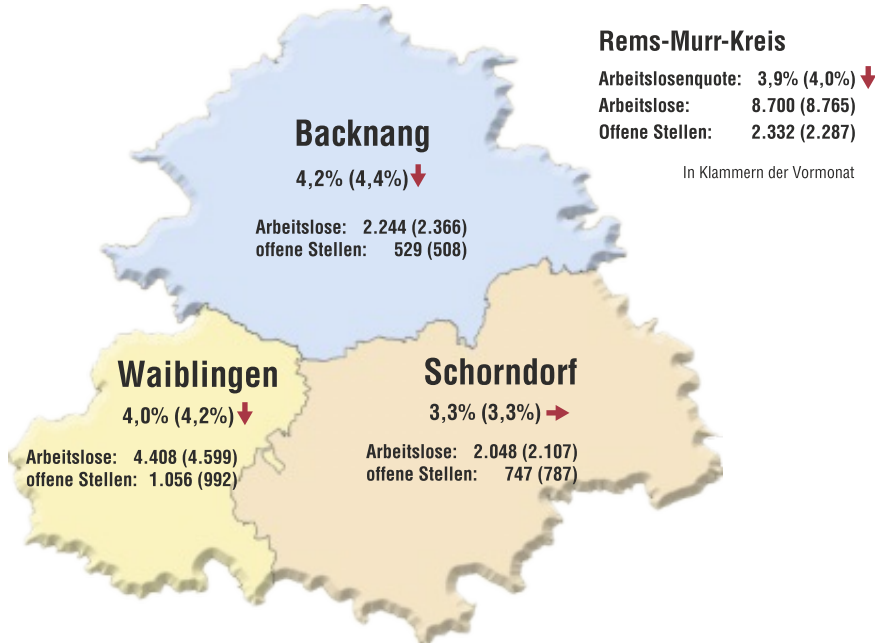 Rems-Murr-Kreis
Arbeitslosenquote: 3,9% (4,0%)
Arbeitslose: 8.700 (8.765)
Offene Stellen: 2.332 (2.287)
In Klammern der Vormonat
Backnang
4,2% (4,4%)
Arbeitslose: 2.244 (2.366)
offene Stellen: 529 (508)
Waiblingen
4,0% (4,2%)
Arbeitslose: 4.408 (4.599)
offene Stellen: 1.056 (992)
Schorndorf
3,3% (3,3%)
Arbeitslose: 2.048 (2.107)
offene Stellen: 747 (787)